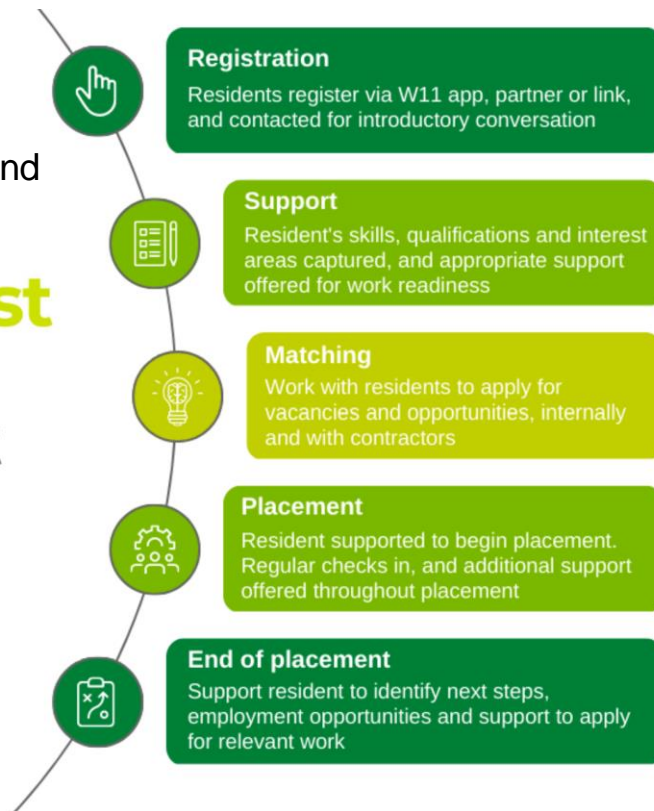 nd
st
Registration
Residents register via W11 app, partner or link,
and contacted for introductory conversation
Support
Resident's skills, qualifications and interest
areas captured, and appropriate support
offered for work readiness
Matching
Work with residents to apply for
vacancies and opportunities, internally
and with contractors
Placement
Resident supported to begin placement.
Regular checks in, and additional support
offered throughout placement
End of placement
Support resident to identify next steps,
employment opportunities and support to apply
for relevant work